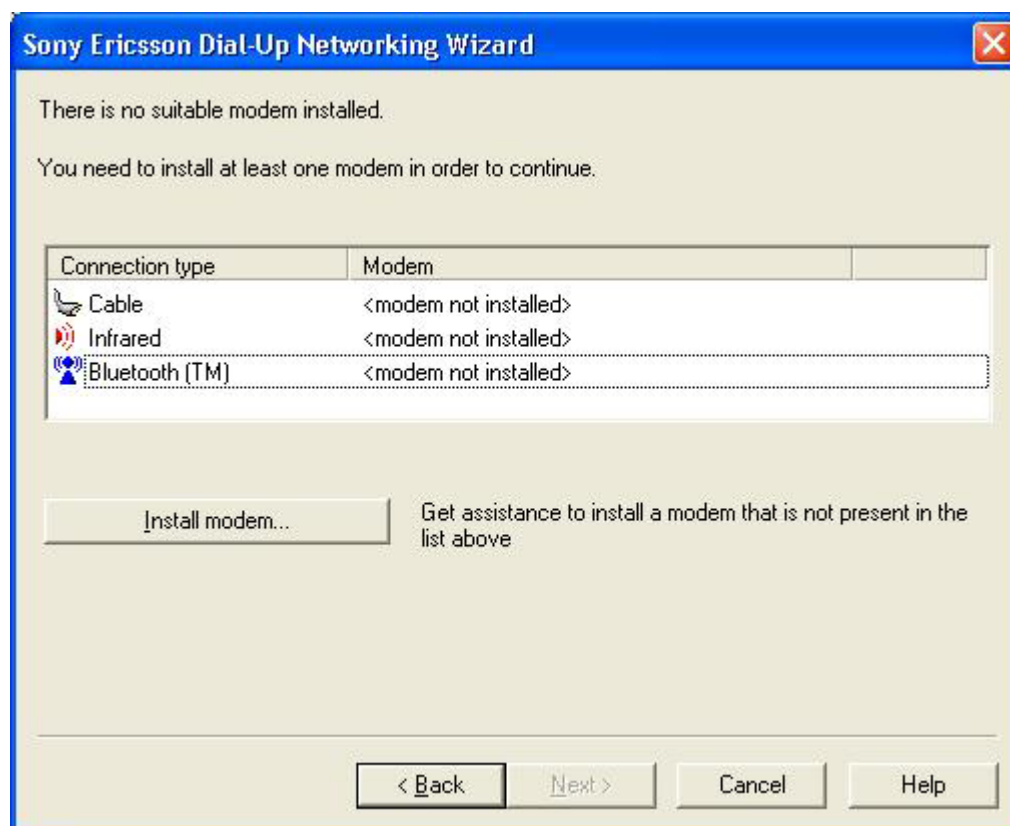 Sony Ericsson Dial-Up Networking Wizard
There is no suitable modem installed.
You need to install at least one modem in order to continue.
Connection type Modem
Cable <modem not installed>
Infrared <modem not installed>
Bluetooth (TM) <modem not installed>
Install modem... Get assistance to install a modem that is not present in the
list above
< Back Next > Cancel Help